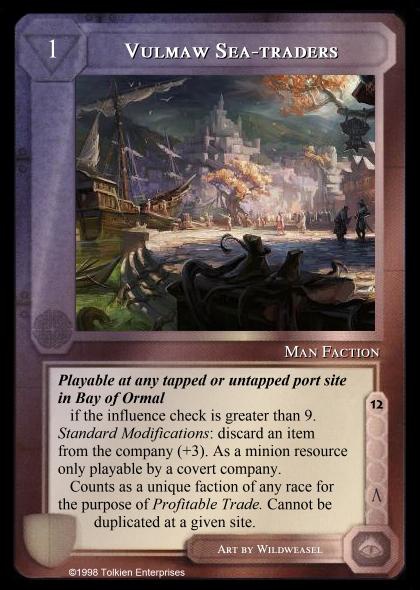 1
VULMAW SEA-TRADERS
MAN FACTION
Playable at any tapped or untapped port site
in Bay of Ormal
if the influence check is greater than 9.
Standard Modifications: discard an item
from the company (+3). As a minion resource
only playable by a covert company.
Counts as a unique faction of any race for
the purpose of Profitable Trade. Cannot be
duplicated at a given site.
12
ART BY WILDWEASEL
©1998 Tolkien Enterprises